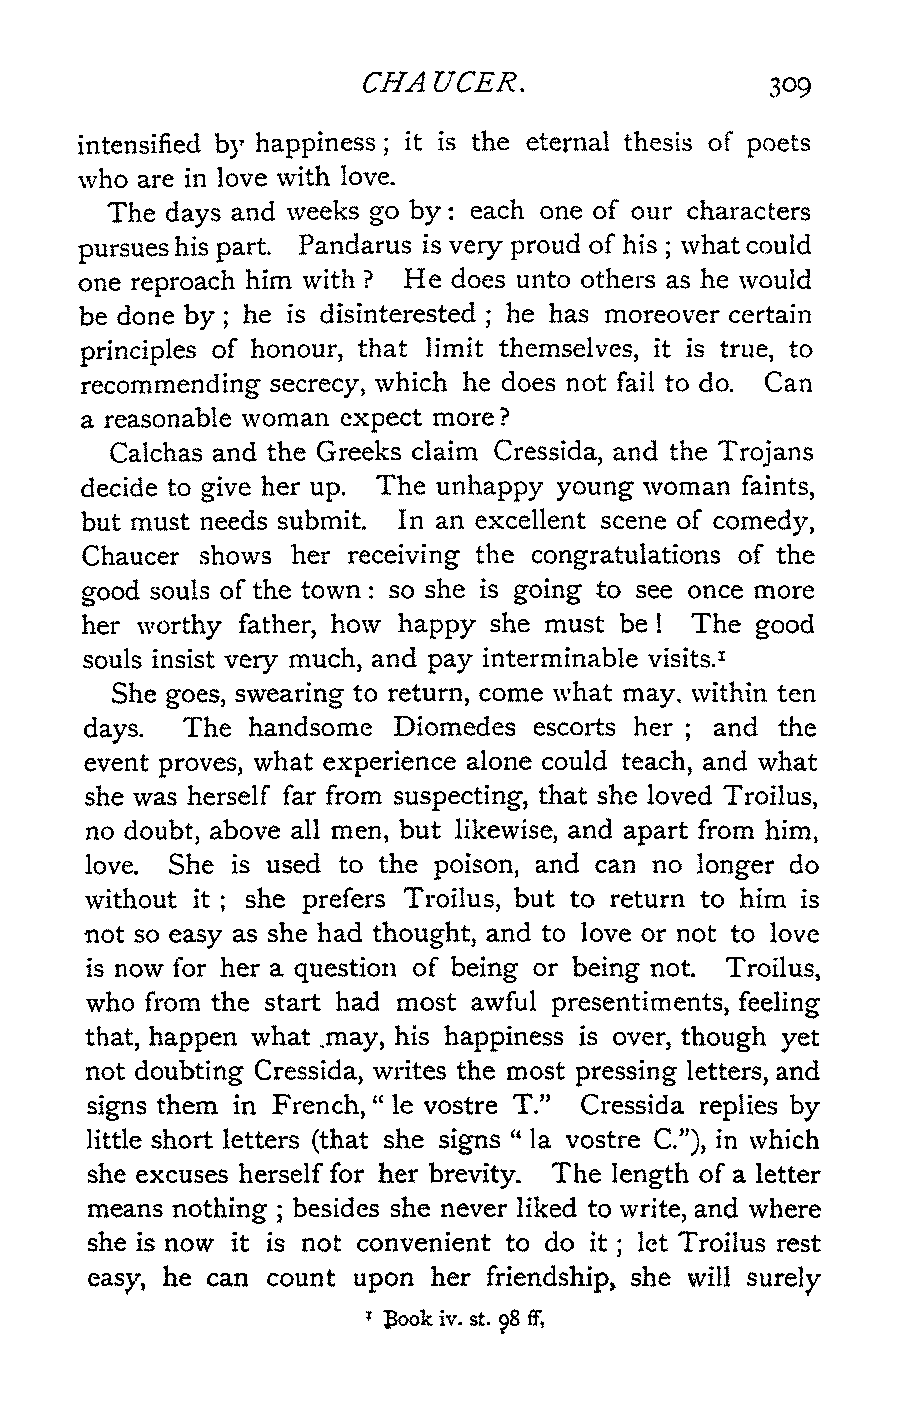 CHAUCER. 309
intensified by happiness ; it is the eternal thesis of poets
who are in love with love.
The days and weeks go by : each one of our characters
pursues his part. Pandarus is very proud of his ; what could
one reproach him with ? He does unto others as he would
be done by ; he is disinterested ; he has moreover certain
principles of honour, that limit themselves, it is true, to
recommending secrecy, which he does not fail to do. Can
a reasonable woman expect more ?
Calchas and the Greeks claim Cressida, and the Trojans
decide to give her up. The unhappy young woman faints,
but must needs submit. In an excellent scene of comedy,
Chaucer shows her receiving the congratulations of the
good souls of the town : so she is going to see once more
her worthy father, how happy she must be ! The good
souls insist very much, and pay interminable visits.¹
She goes, swearing to return, come what may, within ten
days. The handsome Diomedes escorts her ; and the
event proves, what experience alone could teach, and what
she was herself far from suspecting, that she loved Troilus,
no doubt, above all men, but likewise, and apart from him,
love. She is used to the poison, and can no longer do
without it ; she prefers Troilus, but to return to him is
not so easy as she had thought, and to love or not to love
is now for her a question of being or being not. Troilus,
who from the start had most awful presentiments, feeling
that, happen what may, his happiness is over, though yet
not doubting Cressida, writes the most pressing letters, and
signs them in French, “ le vostre T.” Cressida replies by
little short letters (that she signs “ la vostre C.”), in which
she excuses herself for her brevity. The length of a letter
means nothing ; besides she never liked to write, and where
she is now it is not convenient to do it ; let Troilus rest
easy, he can count upon her friendship, she will surely
¹ Book iv. st. 98 ff,